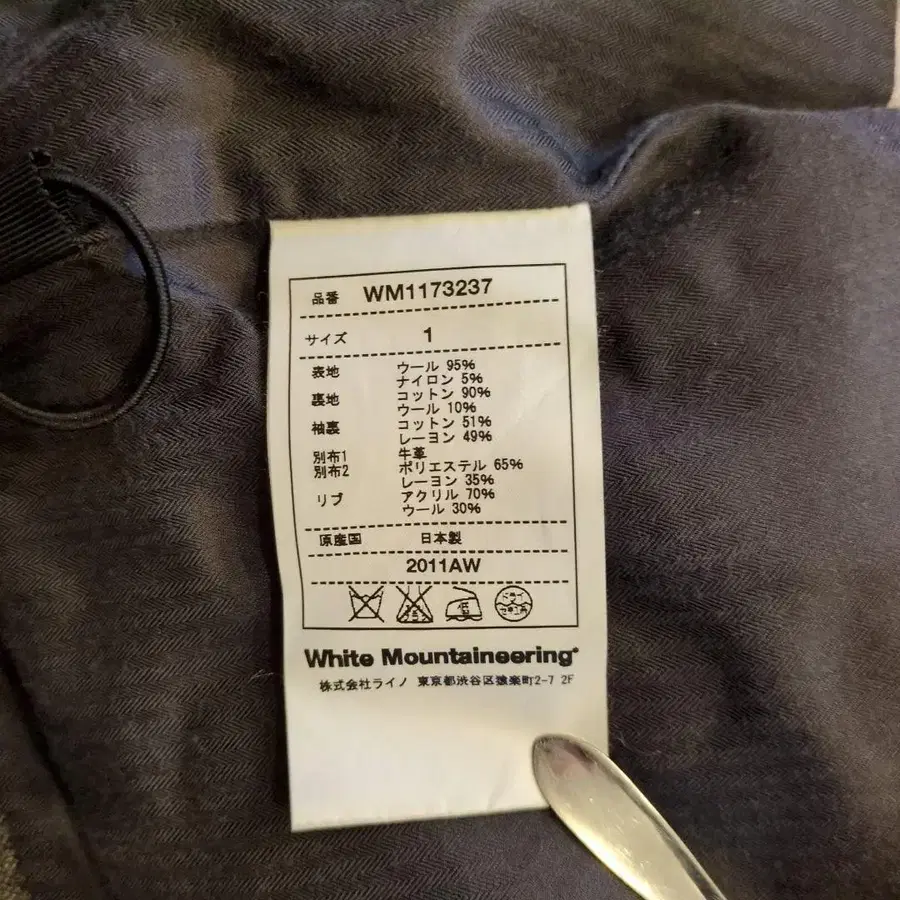 品番 WM1173237
サイズ 1
表地 ウール 95%
ナイロン 5%
裏地 コットン 90%
ウール 10%
袖裏 コットン 51%
レーヨン 49%
別布1 牛革
別布2 ポリエステル 65%
レーヨン 35%
リブ アクリル 70%
ウール 30%
原産国 日本製
2011AW
低 ドライ
White Mountaineering
株式会社ライノ 東京都渋谷区猿楽町2-7 2F